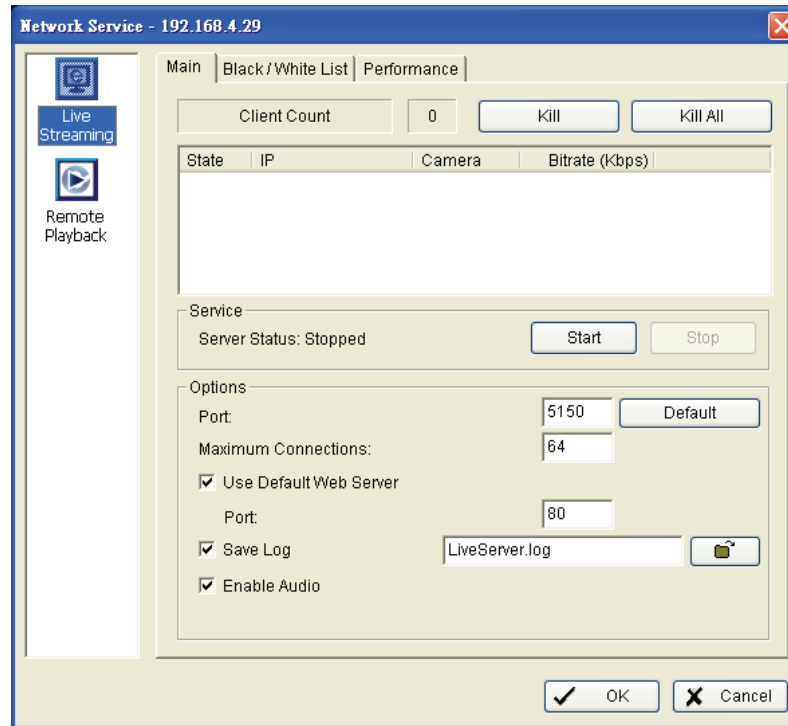 Network Service - 192.168.4.29
Live
Streaming
Remote
Playback
Main
Black / White List
Performance
Client Count
0
Kill
Kill All
State IP Camera Bitrate (Kbps)
Service
Server Status: Stopped
Start
Stop
Options
Port: 5150
Default
Maximum Connections: 64
Use Default Web Server
Port: 80
Save Log
LiveServer.log
Enable Audio
OK
Cancel